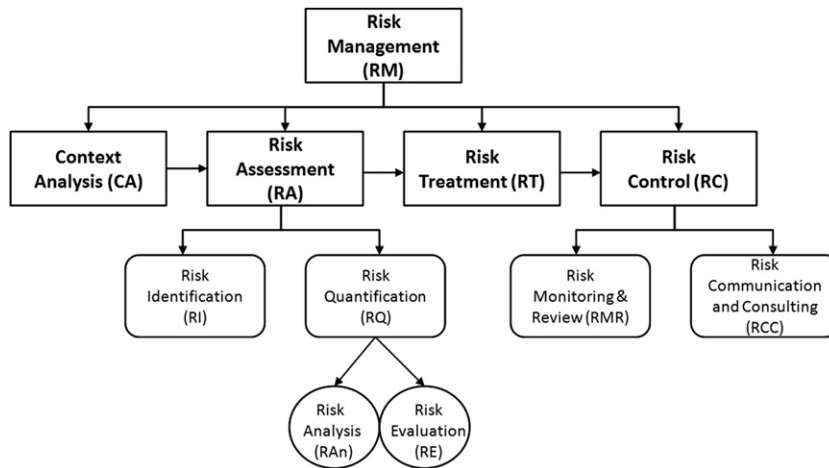 Risk
Management
(RM)
Context
Analysis (CA)
Risk
Assessment
(RA)
Risk
Treatment (RT)
Risk
Control (RC)
Risk
Identification
(RI)
Risk
Quantification
(RQ)
Risk
Monitoring &
Review (RMR)
Risk
Communication
and Consulting
(RCC)
Risk
Analysis
(RAn)
Risk
Evaluation
(RE)